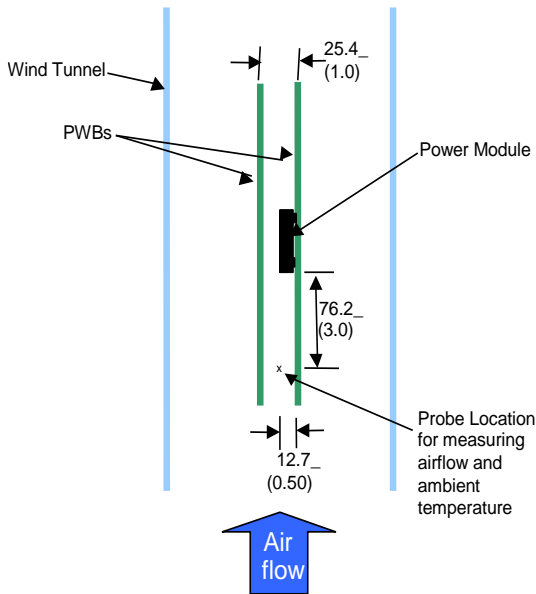 25.4_
(1.0)
Wind Tunnel
PWBs
Power Module
76.2_
(3.0)
x
Probe Location
for measuring
airflow and
ambient
temperature
12.7_
(0.50)
Air
flow